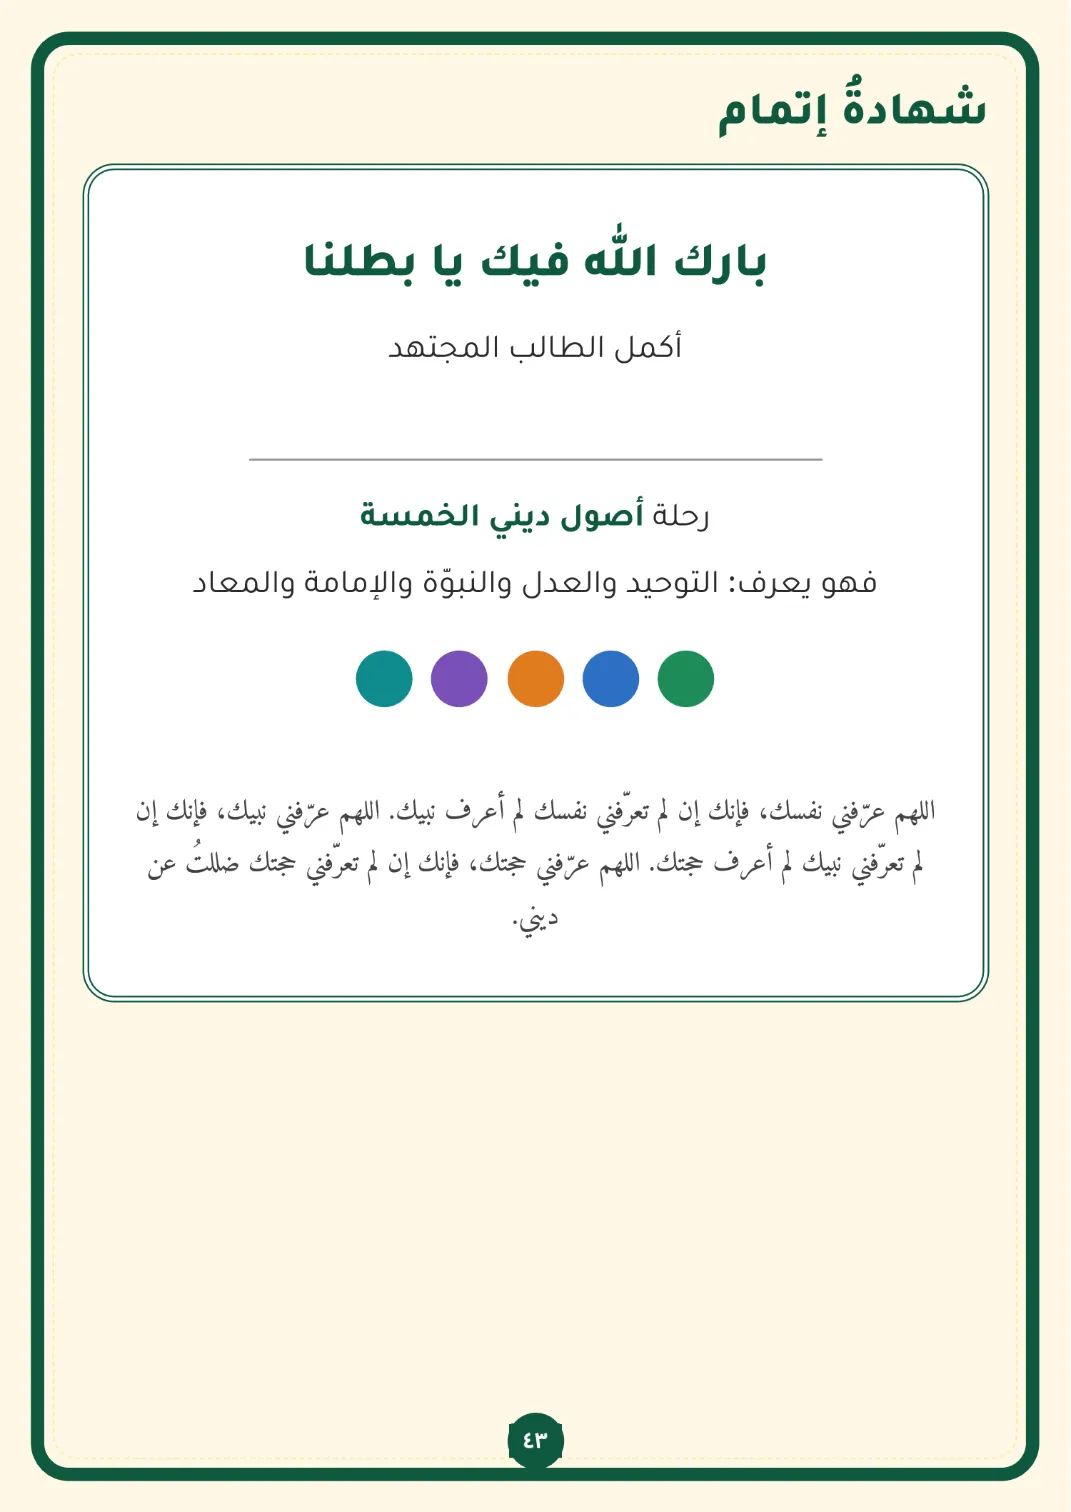 شهادةُ إتمام
بارك الله فيك يا بطلنا
أكمل الطالب المجتهد
رحلة أصول ديني الخمسة
فهو يعرف: التوحيد والعدل والنبوّة والإمامة والمعاد
اللهم عرّفني نفسك، فإنك إن لم تعرّفني نفسك لم أعرف نبيك. اللهم عرّفني نبيك، فإنك إن
لم تعرّفني نبيك لم أعرف حجتك. اللهم عرّفني حجتك، فإنك إن لم تعرّفني حجتك ضللتُ عن
ديني.
٤٣